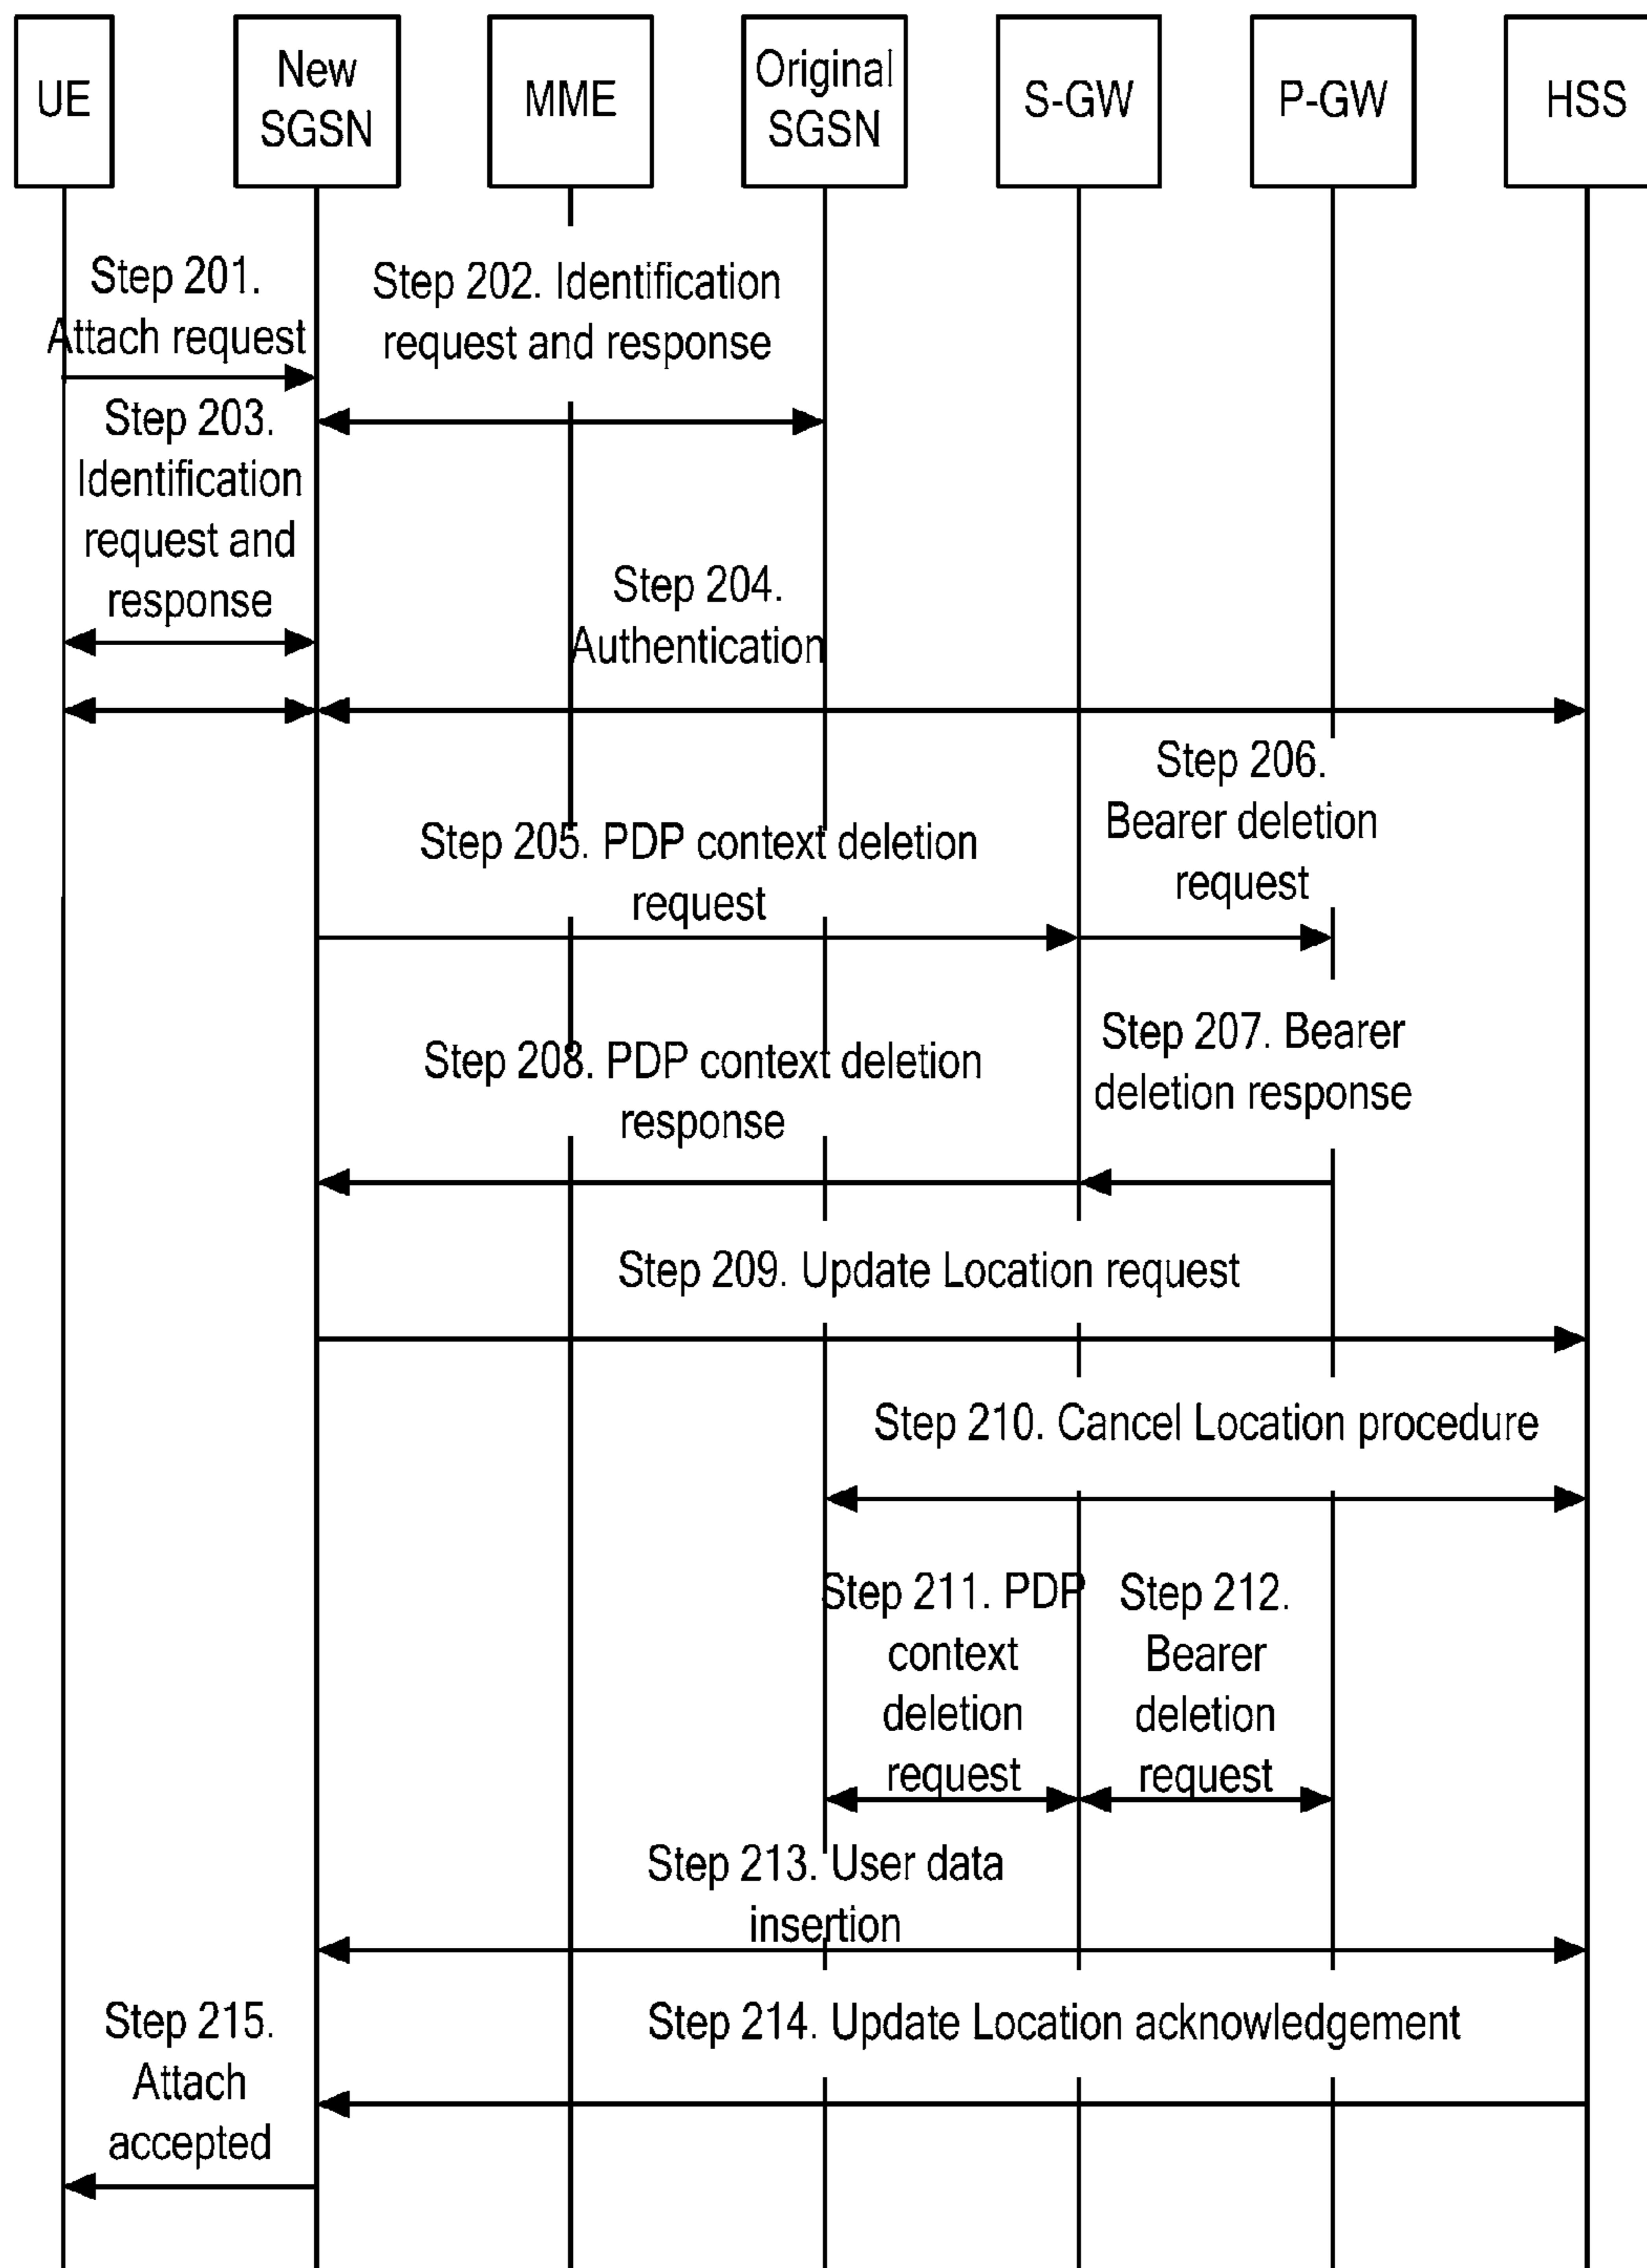 UE
New
SGSN
MME
Original
SGSN
S-GW
P-GW
HSS
Step 201.
Attach request
Step 202. Identification
request and response
Step 203.
Identification
request and
response
Step 204.
Authentication
Step 205. PDP context deletion
request
Step 206.
Bearer deletion
request
Step 207. Bearer
deletion response
Step 208. PDP context deletion
response
Step 209. Update Location request
Step 210. Cancel Location procedure
Step 211. PDP
context
deletion
request
Step 212.
Bearer
deletion
request
Step 213. User data
insertion
Step 214. Update Location acknowledgement
Step 215.
Attach
accepted